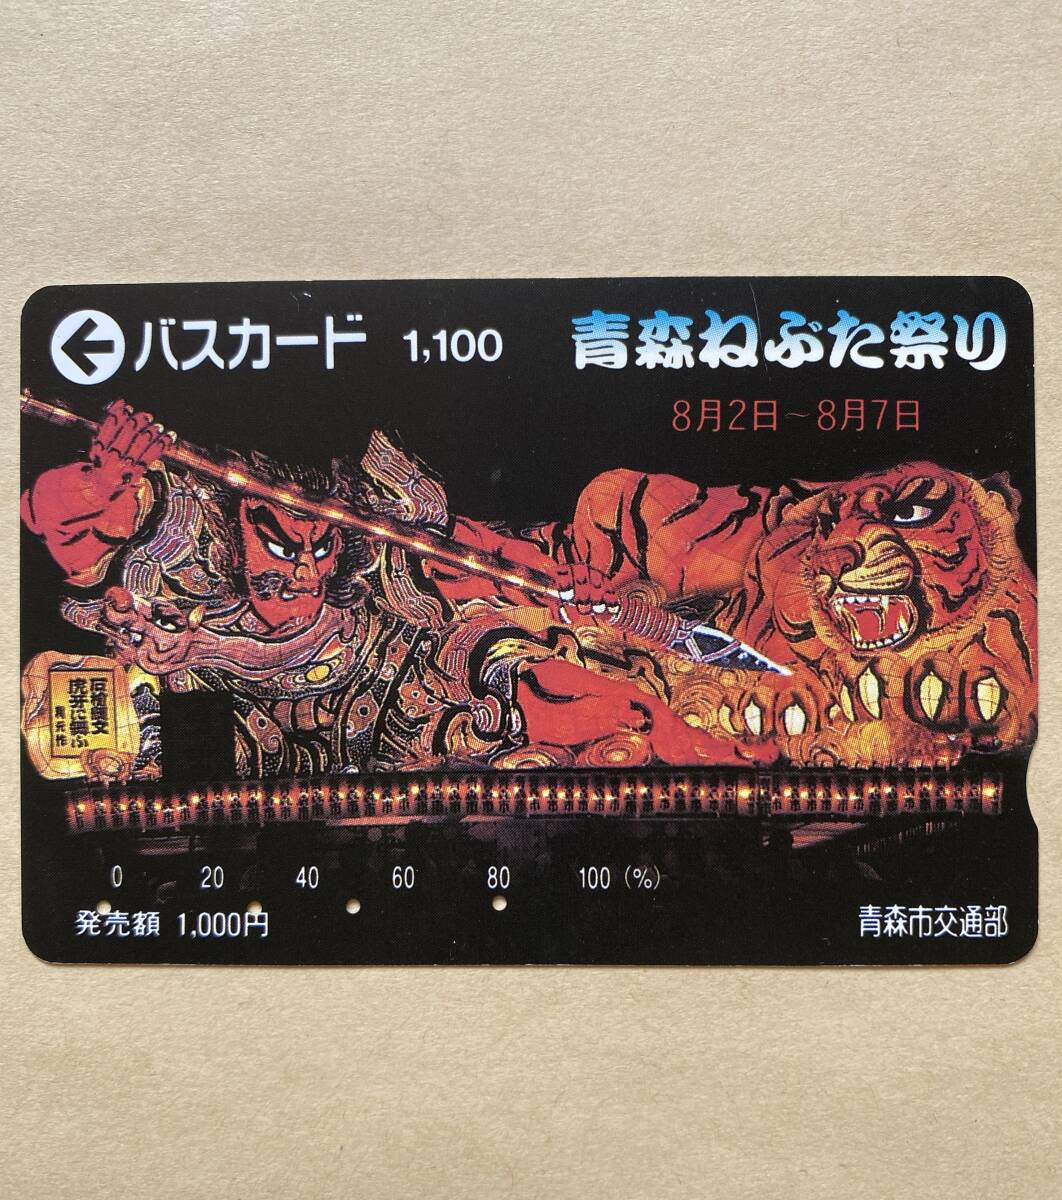 バスカード 1,100
青森ねぶた祭り
8月2日～8月7日
0 20 40 60 80 100 (%)
発売額 1,000円
青森市交通部